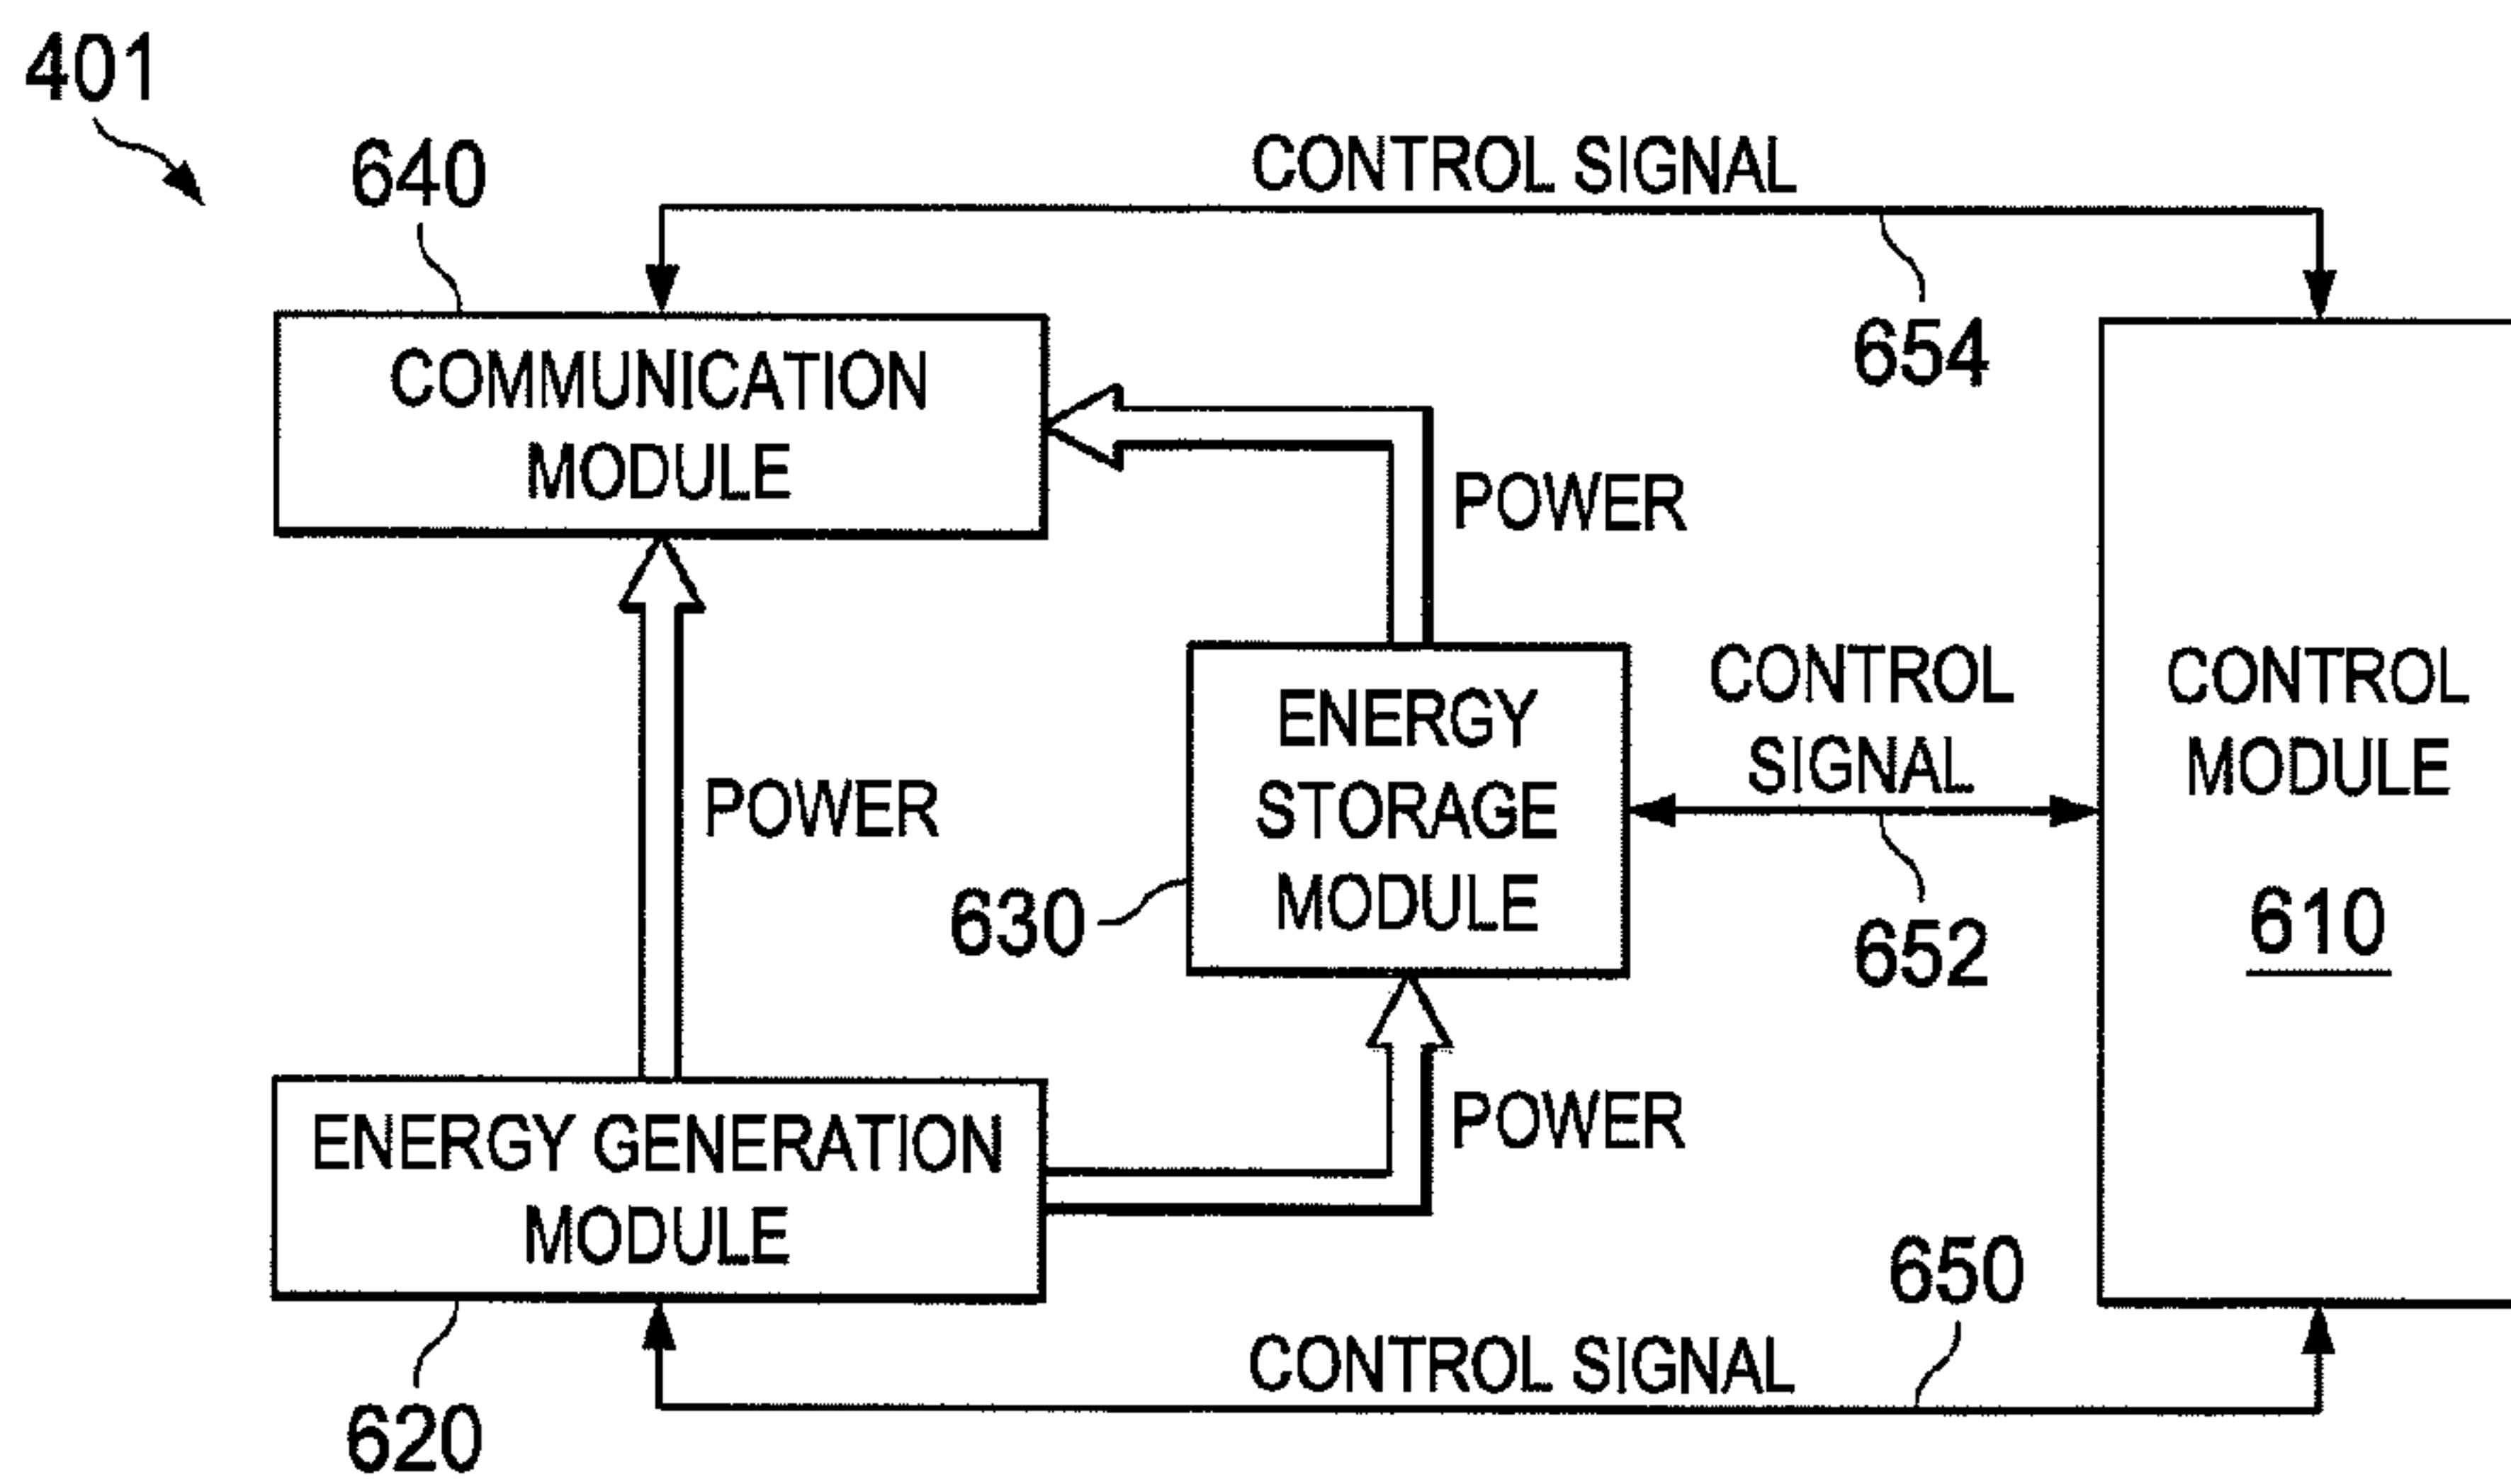 401
640
CONTROL SIGNAL
654
COMMUNICATION
MODULE
POWER
POWER
ENERGY
STORAGE
MODULE
630
CONTROL
SIGNAL
652
CONTROL
MODULE
610
ENERGY GENERATION
MODULE
POWER
620
650
CONTROL SIGNAL